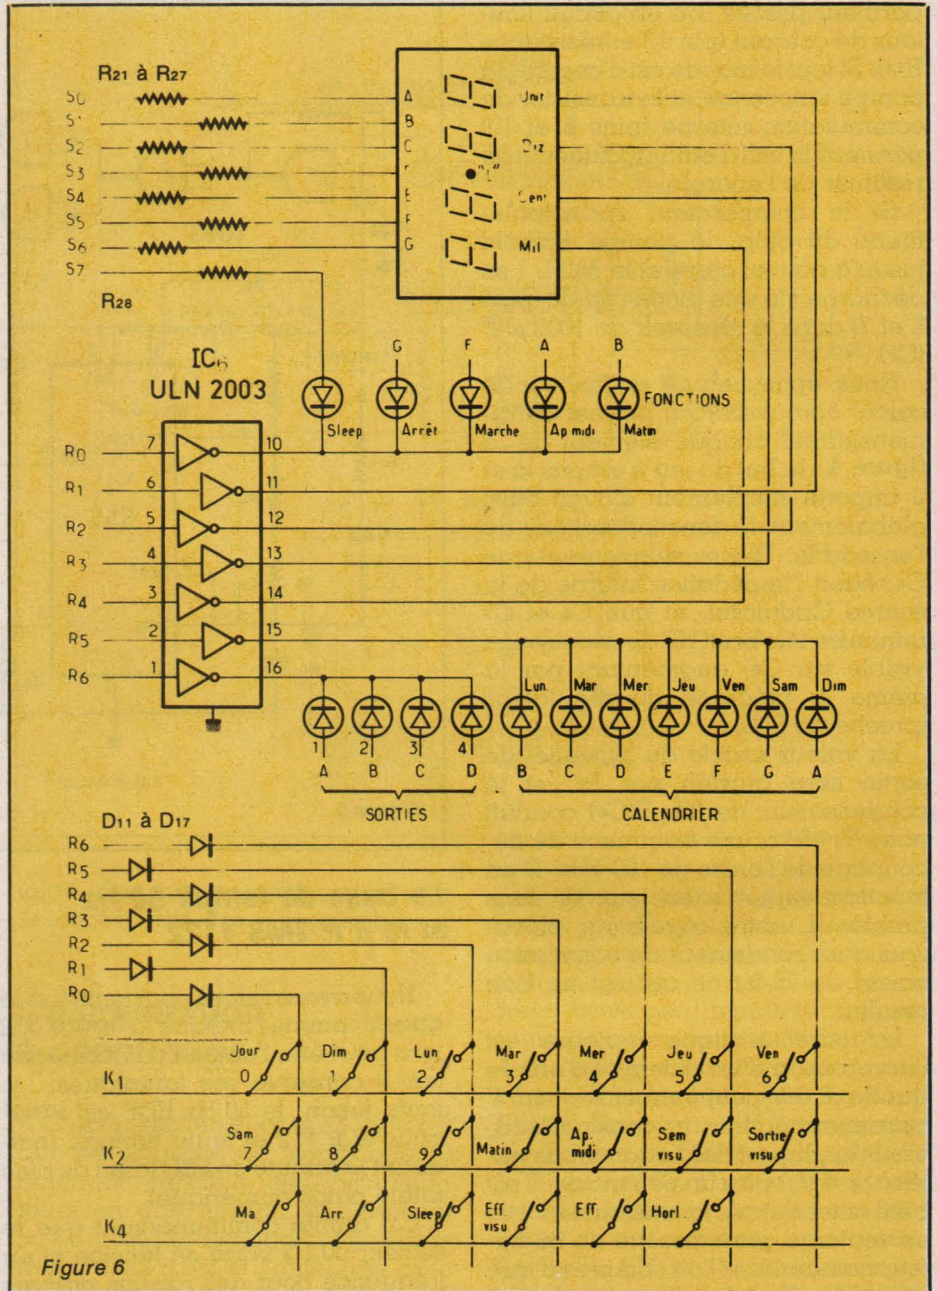 R21 à R27
S0 A Unit
S1 B
S2 C Diz
S3
S4 E Cent
S5 F
S6 G Mil
S7
R28
IC6
ULN 2003
G F A B
FONCTIONS
Sleep Arrêt Marche Ap midi Matin
R0 7 10
R1 6 11
R2 5 12
R3 4 13
R4 3 14
R5 2 15
R6 1 16
Lun Mar Mer Jeu Ven Sam Dim
1 2 3 4
A B C D B C D E F G A
SORTIES CALENDRIER
D11 à D17
R6
R5
R4
R3
R2
R1
R0
Jour Dim Lun Mar Mer Jeu Ven
K1 0 1 2 3 4 5 6
Sam Matin Ap. midi Sem visu Sortie visu
K2 7 8 9
K4 Ma Arr. Sleep Eff visu Eff. Horl.
Figure 6